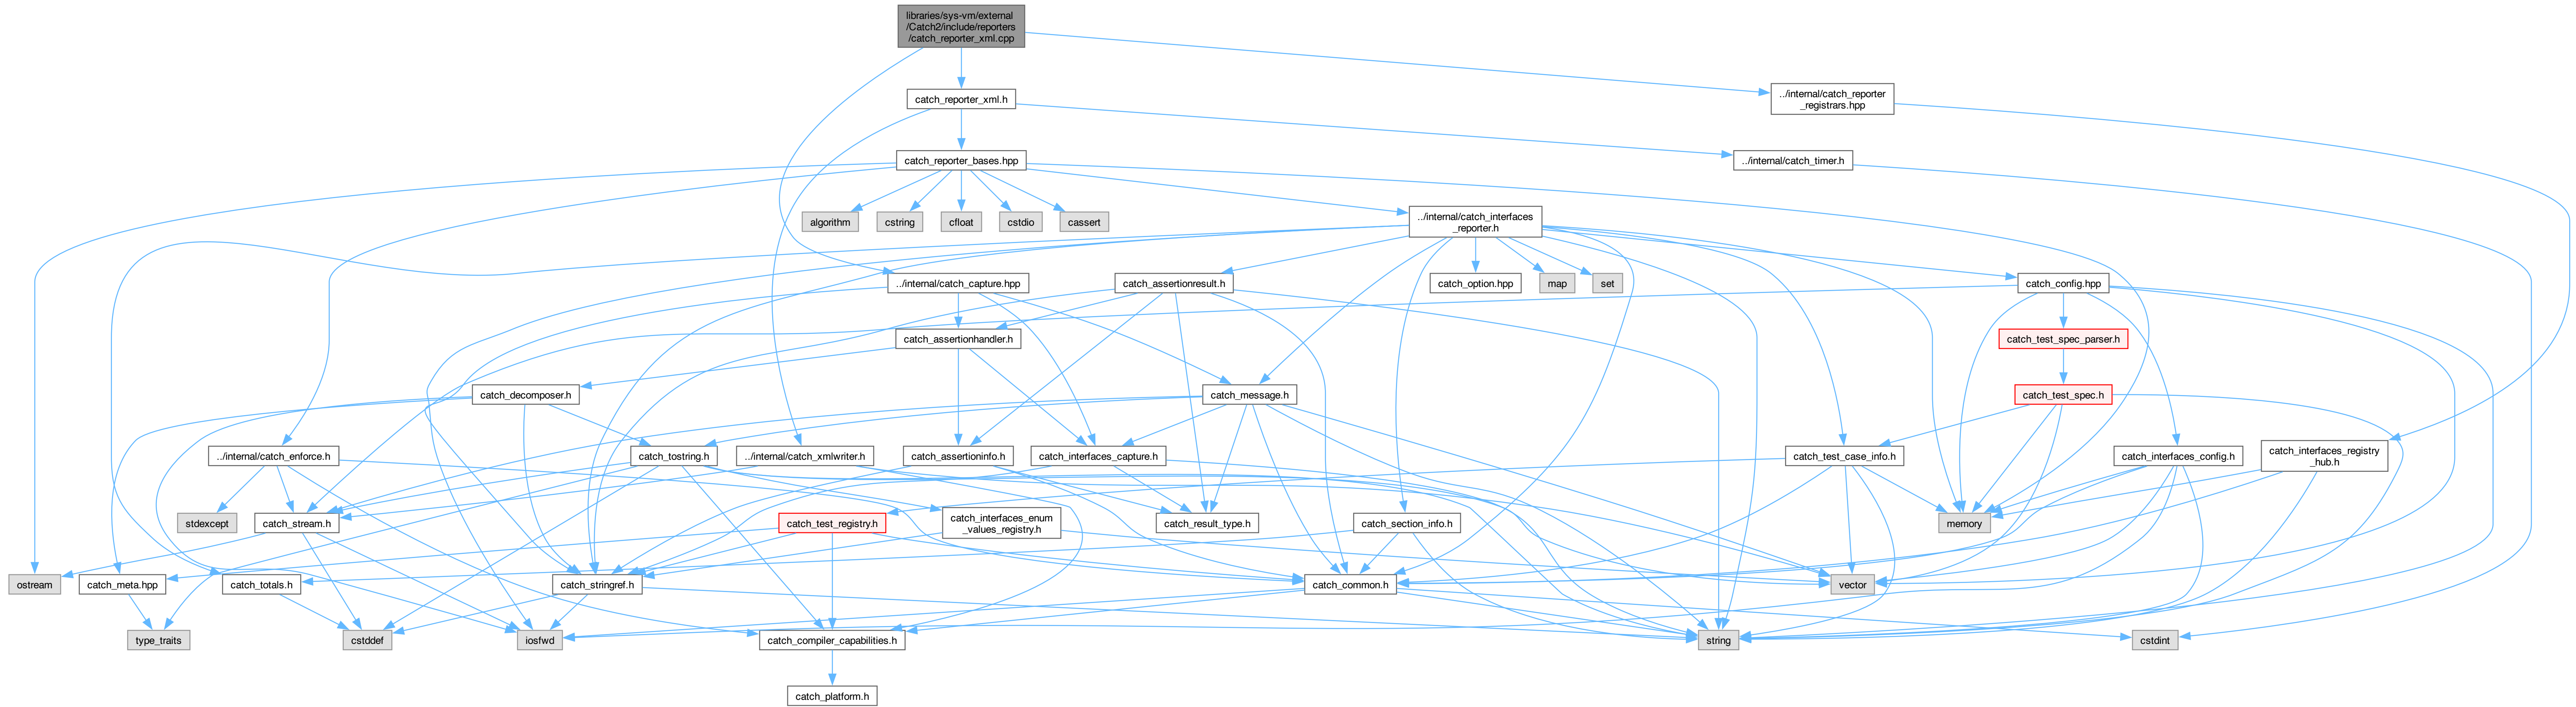 libraries/sys-vm/external
/Catch2/include/reporters
/catch_reporter_xml.cpp
catch_reporter_xml.h
../internal/catch_reporter
_registrars.hpp
catch_reporter_bases.hpp
../internal/catch_timer.h
algorithm
cstring
cfloat
cstdio
cassert
../internal/catch_interfaces
_reporter.h
../internal/catch_capture.hpp
catch_assertionresult.h
catch_option.hpp
map
set
catch_config.hpp
catch_assertionhandler.h
catch_test_spec_parser.h
catch_decomposer.h
catch_message.h
catch_test_spec.h
../internal/catch_enforce.h
catch_tostring.h
../internal/catch_xmlwriter.h
catch_assertioninfo.h
catch_interfaces_capture.h
catch_test_case_info.h
catch_interfaces_config.h
catch_interfaces_registry
_hub.h
stdexcept
catch_stream.h
catch_test_registry.h
catch_interfaces_enum
_values_registry.h
catch_result_type.h
catch_section_info.h
memory
ostream
catch_meta.hpp
catch_totals.h
catch_stringref.h
catch_common.h
vector
type_traits
cstddef
iosfwd
catch_compiler_capabilities.h
string
cstdint
catch_platform.h